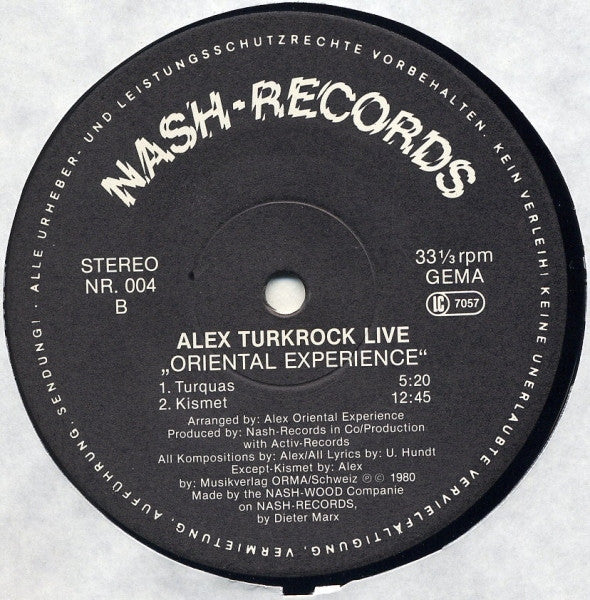 · ALLE URHEBER- UND LEISTUNGSSCHUTZRECHTE VORBEHALTEN. KEIN VERLEIH! KEINE UNERLAUBTE VERVIELFÄLTIGUNG, VERMIETUNG, AUFFÜHRUNG, SENDUNG!
NASH-RECORDS
STEREO
NR. 004
B
33 1/3 rpm
GEMA
LC 7057
ALEX TURKROCK LIVE
„ORIENTAL EXPERIENCE“
1. Turquas 5:20
2. Kismet 12:45
Arranged by: Alex Oriental Experience
Produced by: Nash-Records in Co/Production
with Activ-Records
All Kompositions by: Alex/All Lyrics by: U. Hundt
Except-Kismet by: Alex
by: Musikverlag ORMA/Schweiz ℗ © 1980
Made by the NASH-WOOD Companie
on NASH-RECORDS,
by Dieter Marx